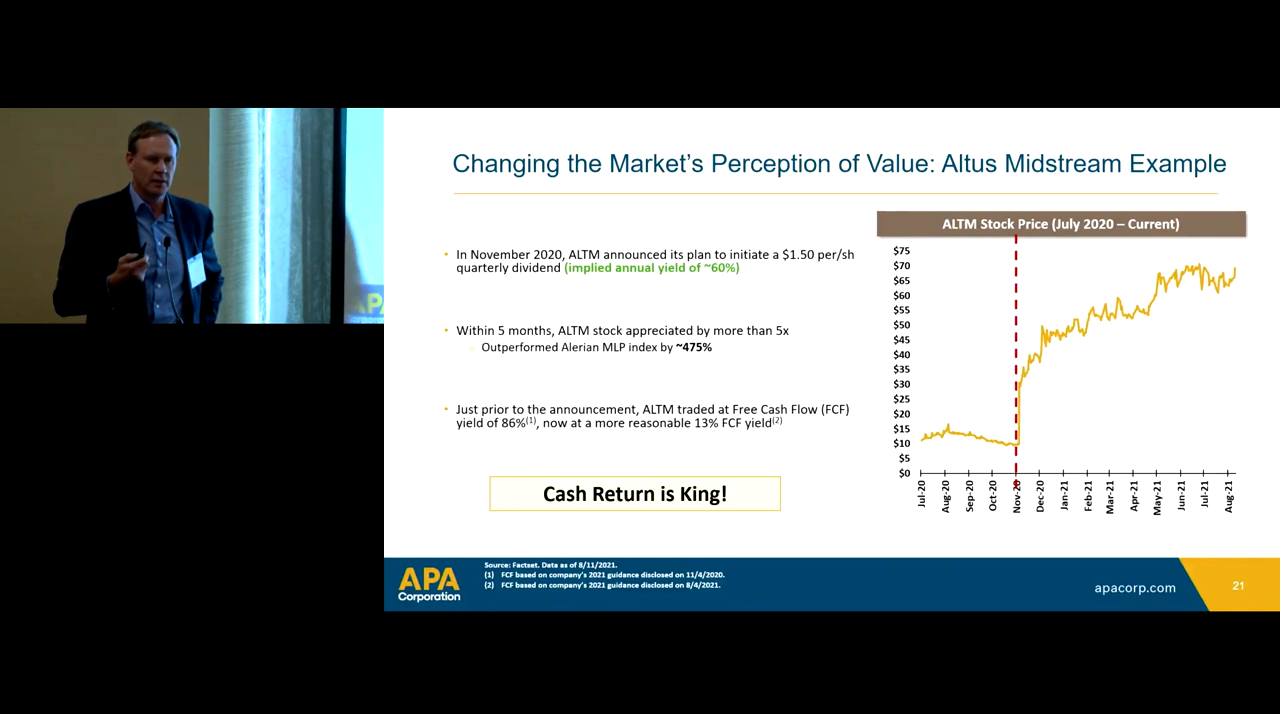 Changing the Market’s Perception of Value: Altus Midstream Example
• In November 2020, ALTM announced its plan to initiate a $1.50 per/sh
quarterly dividend (implied annual yield of ~60%)
• Within 5 months, ALTM stock appreciated by more than 5x
Outperformed Alerian MLP index by ~475%
• Just prior to the announcement, ALTM traded at Free Cash Flow (FCF)
yield of 86%(1), now at a more reasonable 13% FCF yield(2)
Cash Return is King!
ALTM Stock Price (July 2020 – Current)
$75
$70
$65
$60
$55
$50
$45
$40
$35
$30
$25
$20
$15
$10
$5
$0
Jul-20
Aug-20
Sep-20
Oct-20
Nov-20
Dec-20
Jan-21
Feb-21
Mar-21
Apr-21
May-21
Jun-21
Jul-21
Aug-21
APA
Corporation
Source: Factset. Data as of 8/11/2021.
(1) FCF based on company's 2021 guidance disclosed on 11/4/2020.
(2) FCF based on company's 2021 guidance disclosed on 8/4/2021.
apacorp.com
21